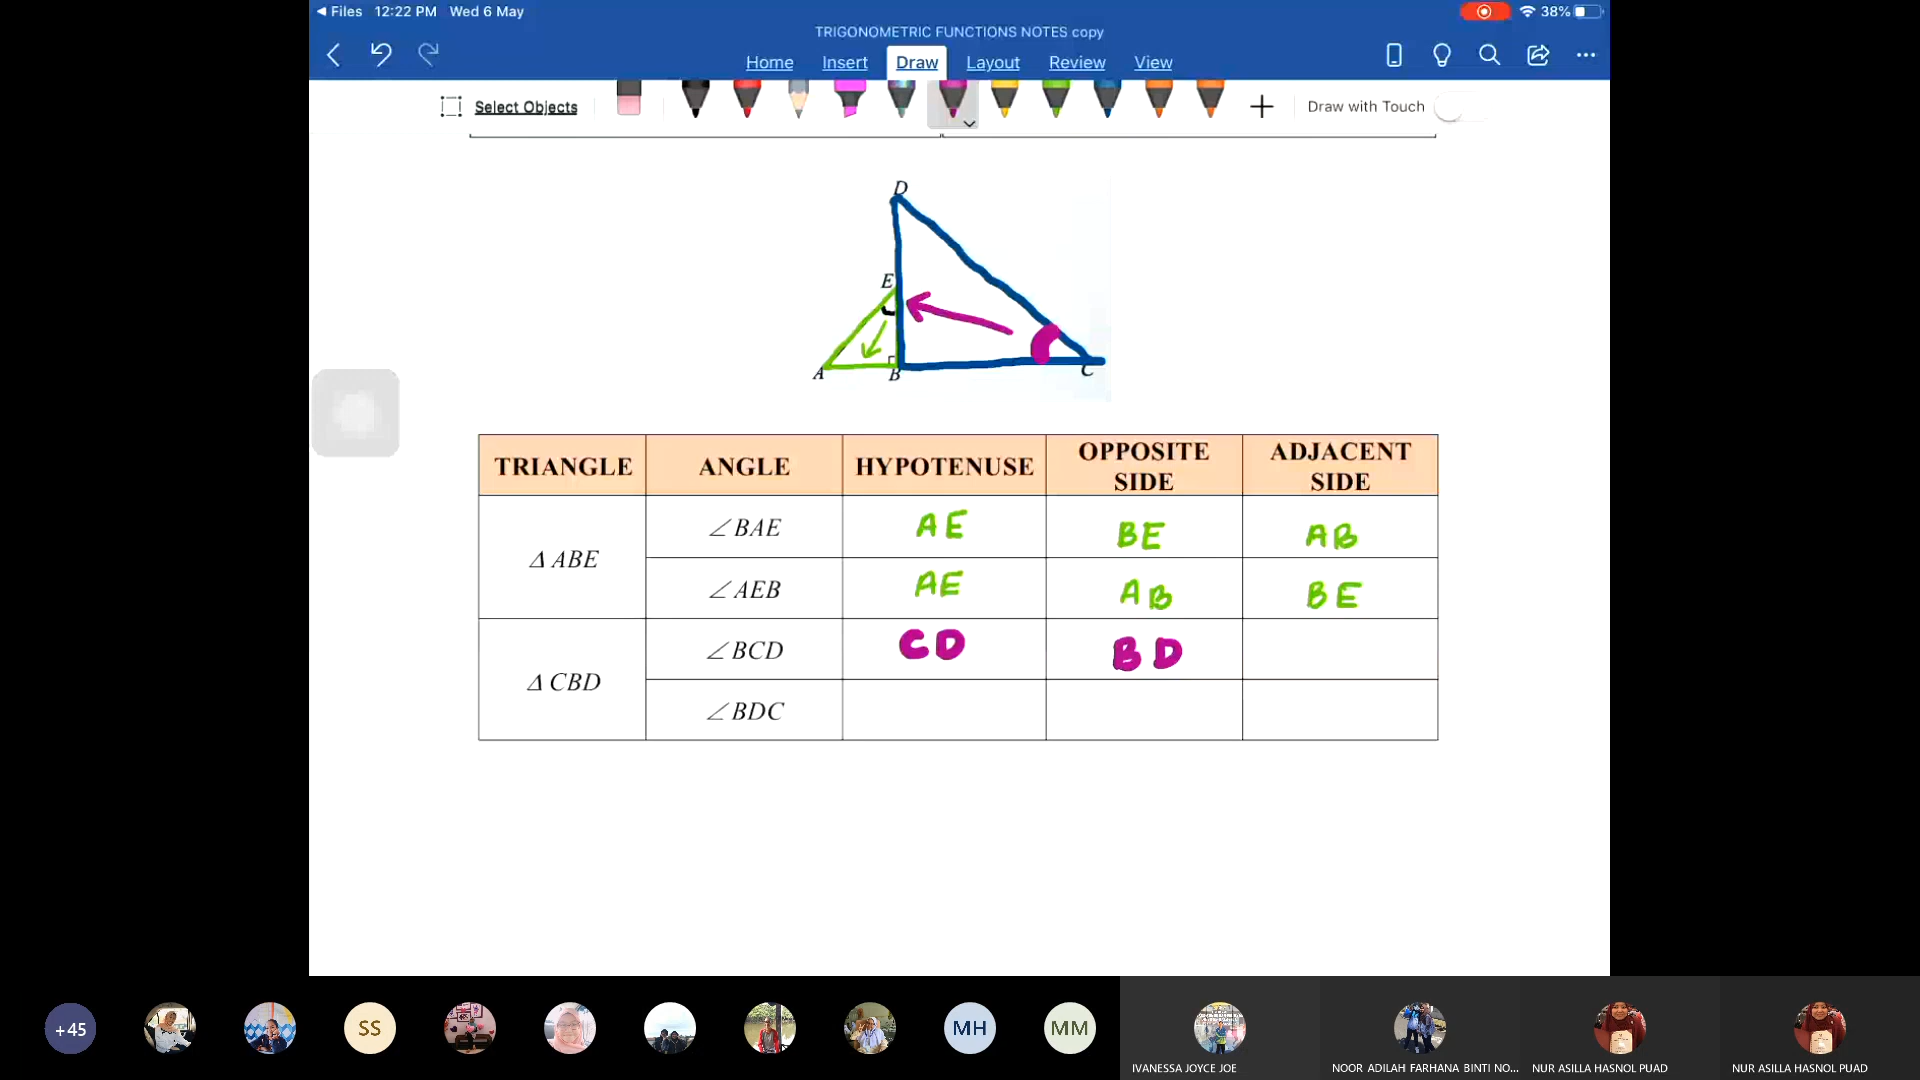 Files 12:22 PM Wed 6 May 38%
TRIGONOMETRIC FUNCTIONS NOTES copy
Home Insert Draw Layout Review View
Select Objects Draw with Touch
D
E
A B C
TRIANGLE ANGLE HYPOTENUSE OPPOSITE SIDE ADJACENT SIDE
Δ ABE
∠BAE AE BE AB
∠AEB AE AB BE
Δ CBD
∠BCD CD BD
∠BDC
+45 SS MH MM
IVANESSA JOYCE JOE NOOR ADILAH FARHANA BINTI NO... NUR ASILLA HASNOL PUAD NUR ASILLA HASNOL PUAD